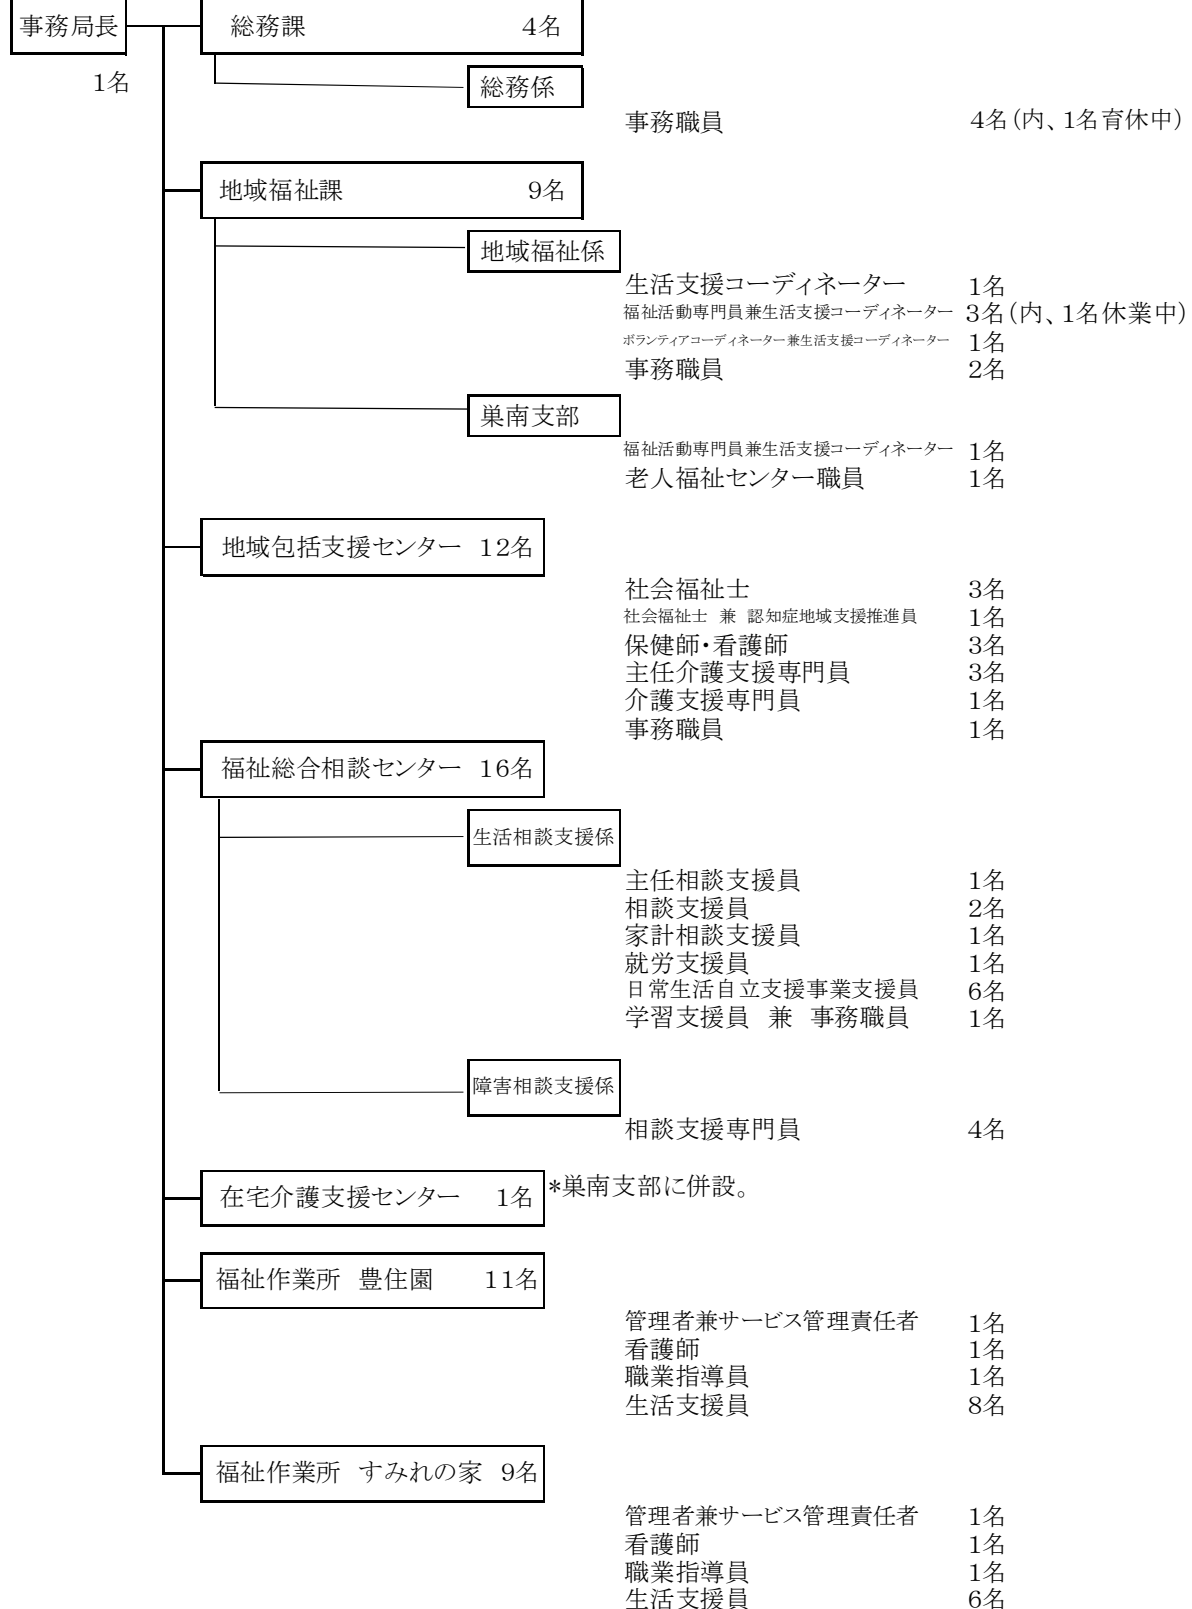 事務局長 総務課 4名
1名
総務係
事務職員 4名(内、1名育休中)
地域福祉課 9名
地域福祉係
生活支援コーディネーター 1名
福祉活動専門員兼生活支援コーディネーター 3名(内、1名休業中)
ボランティアコーディネーター兼生活支援コーディネーター 1名
事務職員 2名
巣南支部
福祉活動専門員兼生活支援コーディネーター 1名
老人福祉センター職員 1名
地域包括支援センター 12名
社会福祉士 3名
社会福祉士 兼 認知症地域支援推進員 1名
保健師・看護師 3名
主任介護支援専門員 3名
介護支援専門員 1名
事務職員 1名
福祉総合相談センター 16名
生活相談支援係
主任相談支援員 1名
相談支援員 2名
家計相談支援員 1名
就労支援員 1名
日常生活自立支援事業支援員 6名
学習支援員 兼 事務職員 1名
障害相談支援係
相談支援専門員 4名
在宅介護支援センター 1名 *巣南支部に併設。
福祉作業所 豊住園 11名
管理者兼サービス管理責任者 1名
看護師 1名
職業指導員 1名
生活支援員 8名
福祉作業所 すみれの家 9名
管理者兼サービス管理責任者 1名
看護師 1名
職業指導員 1名
生活支援員 6名